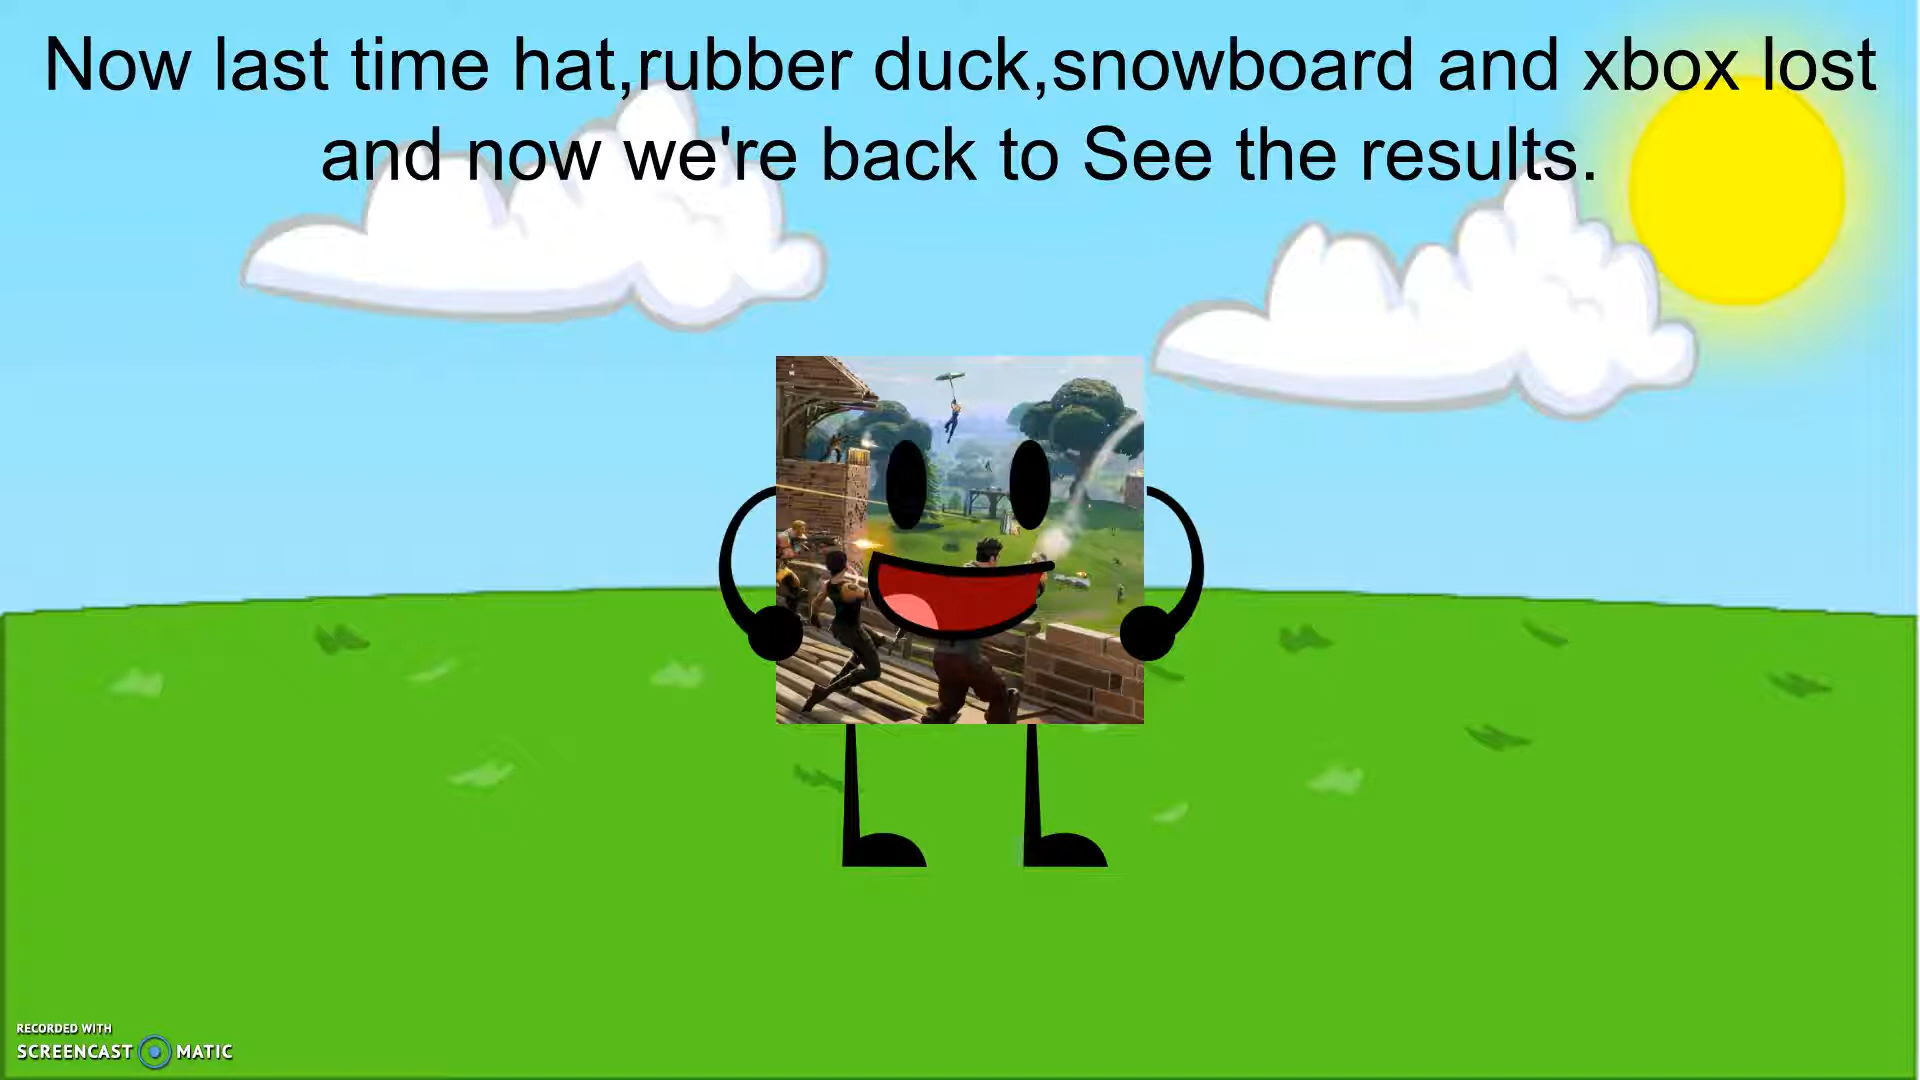 Now last time hat,rubber duck,snowboard and xbox lost
and now we're back to See the results.
RECORDED WITH
SCREENCAST MATIC